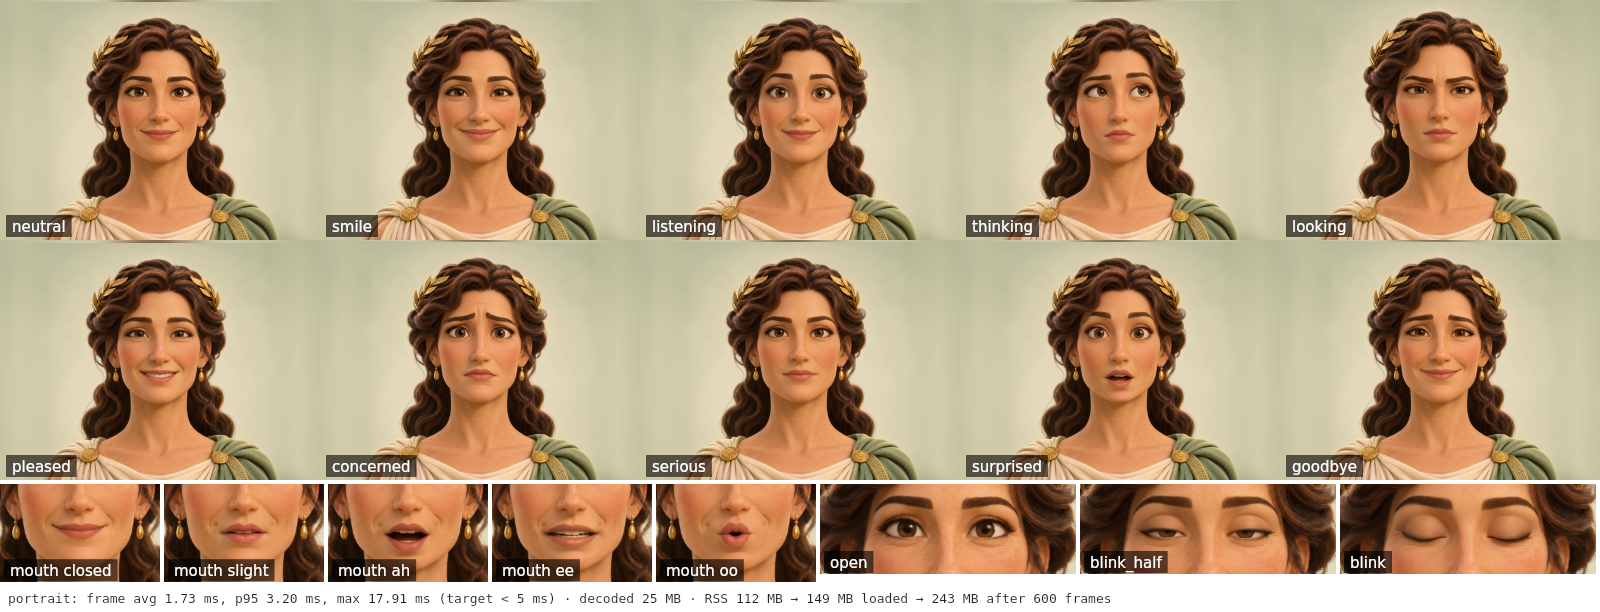 neutral
smile
listening
thinking
looking
pleased
concerned
serious
surprised
goodbye
mouth closed
mouth slight
mouth ah
mouth ee
mouth oo
open
blink_half
blink
portrait: frame avg 1.73 ms, p95 3.20 ms, max 17.91 ms (target < 5 ms) · decoded 25 MB · RSS 112 MB → 149 MB loaded → 243 MB after 600 frames